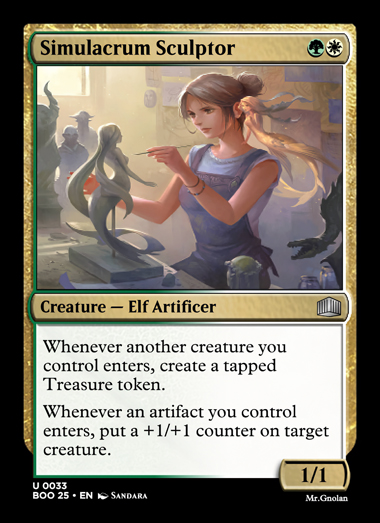 Simulacrum Sculptor
Creature — Elf Artificer
Whenever another creature you
control enters, create a tapped
Treasure token.
Whenever an artifact you control
enters, put a +1/+1 counter on target
creature.
1/1
U 0033
BOO 25 • EN Sandara
Mr.Gnolan